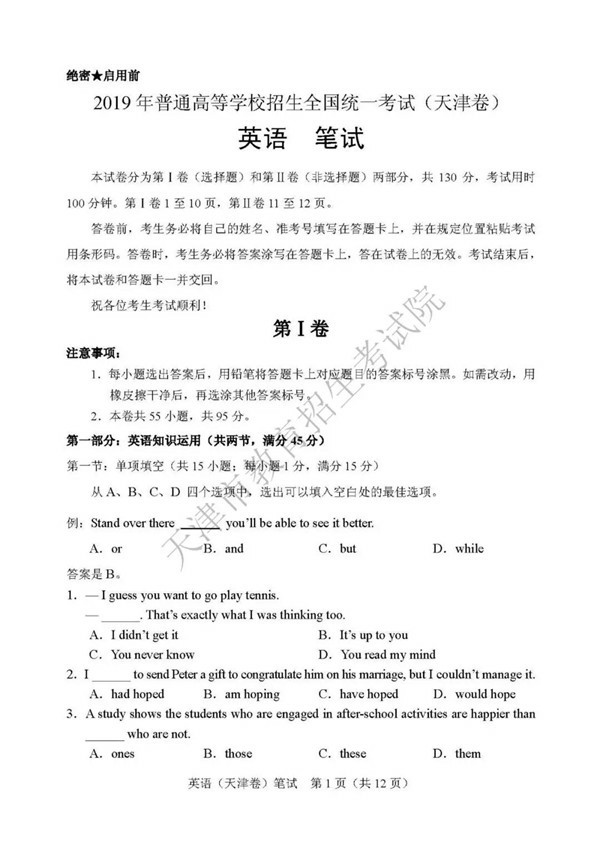 绝密★启用前
2019 年普通高等学校招生全国统一考试（天津卷）
英语　笔试
本试卷分为第Ⅰ卷（选择题）和第Ⅱ卷（非选择题）两部分，共 130 分，考试用时
100 分钟。第Ⅰ卷 1 至 10 页，第Ⅱ卷 11 至 12 页。
答卷前，考生务必将自己的姓名、准考号填写在答题卡上，并在规定位置粘贴考试
用条形码。答卷时，考生务必将答案涂写在答题卡上，答在试卷上的无效。考试结束后，
将本试卷和答题卡一并交回。
祝各位考生考试顺利！
第Ⅰ卷
注意事项：
1．每小题选出答案后，用铅笔将答题卡上对应题目的答案标号涂黑。如需改动，用
橡皮擦干净后，再选涂其他答案标号。
2．本卷共 55 小题，共 95 分。
第一部分：英语知识运用（共两节，满分 45 分）
第一节：单项填空（共 15 小题；每小题 1 分，满分 15 分）
从 A、B、C、D 四个选项中，选出可以填入空白处的最佳选项。
例：Stand over there ______ you'll be able to see it better.
A．or B．and C．but D．while
答案是 B。
1．— I guess you want to go play tennis.
— ______. That's exactly what I was thinking too.
A．I didn't get it B．It's up to you
C．You never know D．You read my mind
2．I ______ to send Peter a gift to congratulate him on his marriage, but I couldn't manage it.
A．had hoped B．am hoping C．have hoped D．would hope
3．A study shows the students who are engaged in after-school activities are happier than
______ who are not.
A．ones B．those C．these D．them
英语（天津卷）笔试　第 1 页（共 12 页）
天津市教育招生考试院